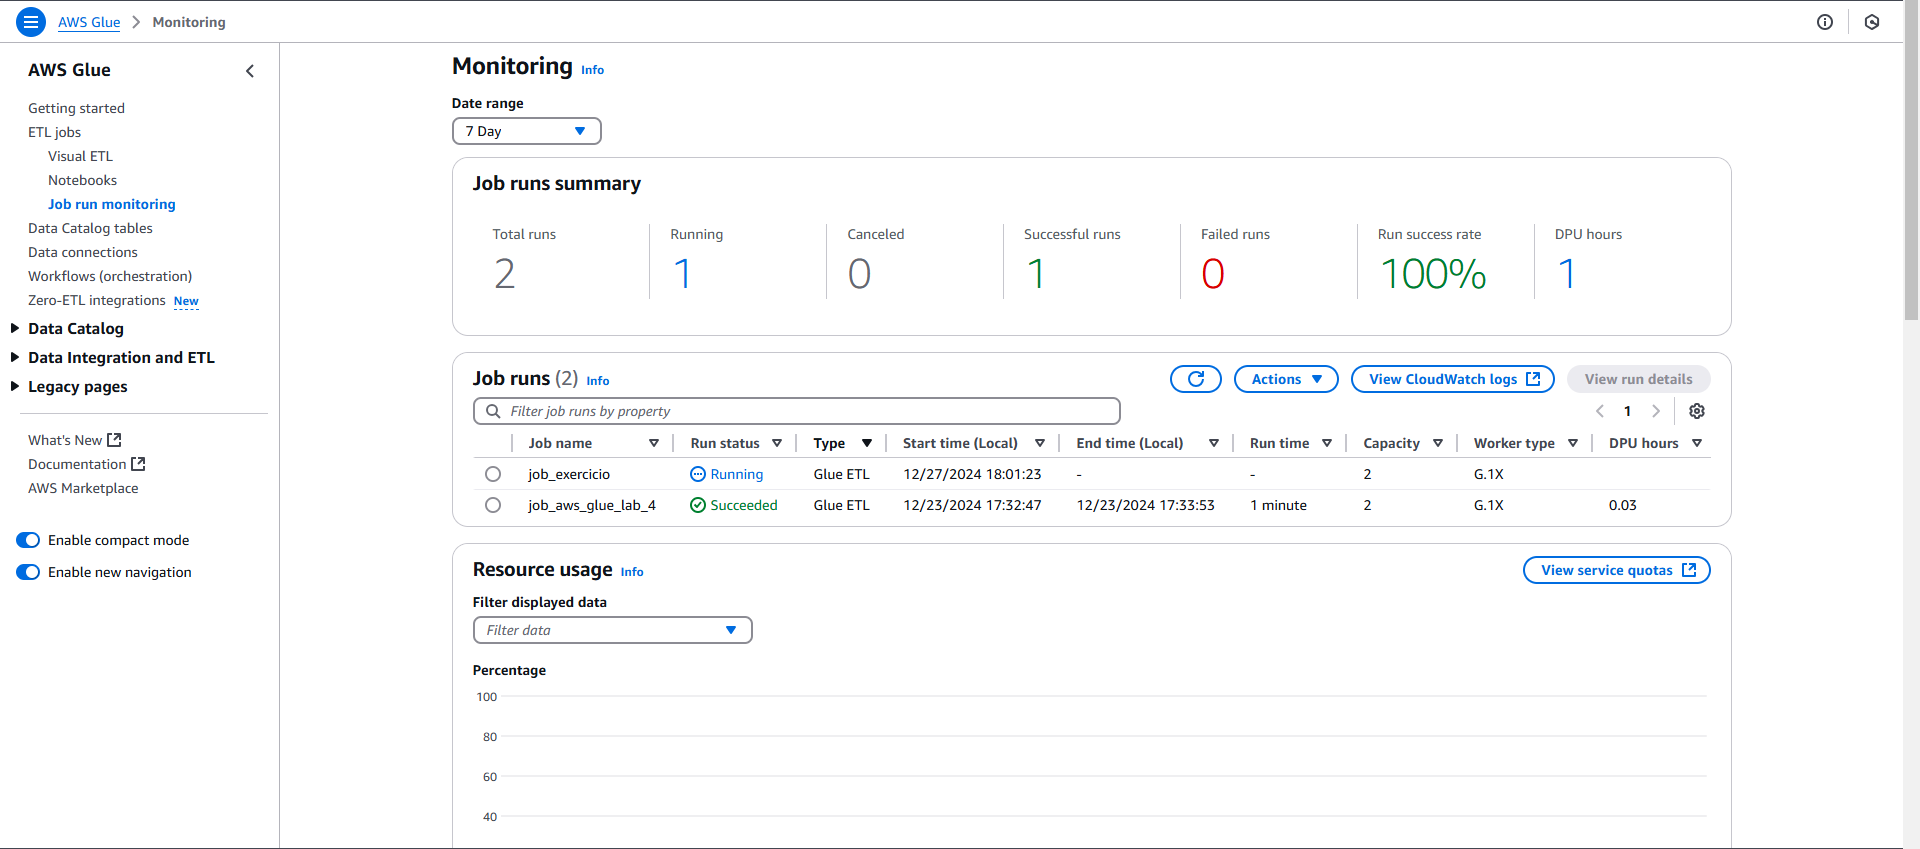 AWS Glue > Monitoring
AWS Glue
Getting started
ETL jobs
Visual ETL
Notebooks
Job run monitoring
Data Catalog tables
Data connections
Workflows (orchestration)
Zero-ETL integrations New
Data Catalog
Data Integration and ETL
Legacy pages
What's New
Documentation
AWS Marketplace
Enable compact mode
Enable new navigation
Monitoring Info
Date range
7 Day
Job runs summary
Total runs
2
Running
1
Canceled
0
Successful runs
1
Failed runs
0
Run success rate
100%
DPU hours
1
Job runs (2) Info
Actions
View CloudWatch logs
View run details
Filter job runs by property
1
Job name Run status Type Start time (Local) End time (Local) Run time Capacity Worker type DPU hours
job_exercicio Running Glue ETL 12/27/2024 18:01:23 - - 2 G.1X
job_aws_glue_lab_4 Succeeded Glue ETL 12/23/2024 17:32:47 12/23/2024 17:33:53 1 minute 2 G.1X 0.03
Resource usage Info
View service quotas
Filter displayed data
Filter data
Percentage
100
80
60
40